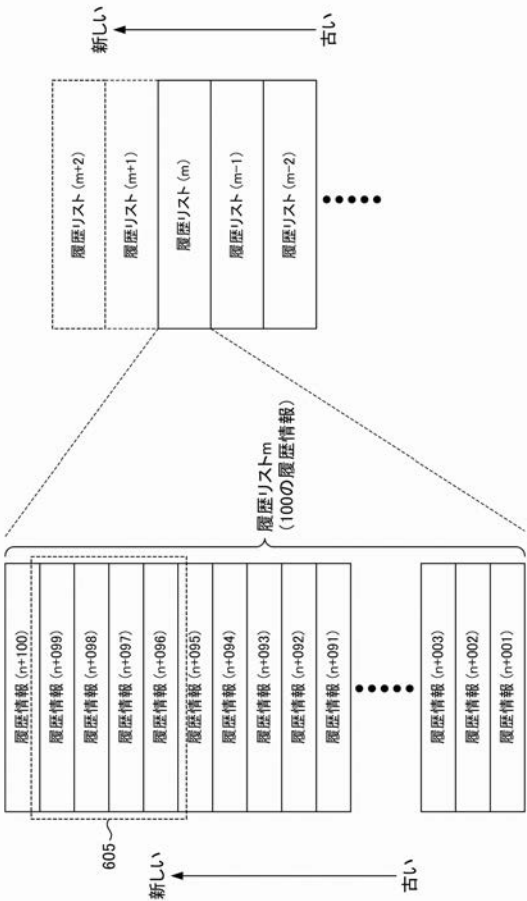 新しい
古い
605
履歴情報 (n+100)
履歴情報 (n+099)
履歴情報 (n+098)
履歴情報 (n+097)
履歴情報 (n+096)
履歴情報 (n+095)
履歴情報 (n+094)
履歴情報 (n+093)
履歴情報 (n+092)
履歴情報 (n+091)
履歴情報 (n+003)
履歴情報 (n+002)
履歴情報 (n+001)
履歴リストm
(100の履歴情報)
履歴リスト (m+2)
履歴リスト (m+1)
履歴リスト (m)
履歴リスト (m−1)
履歴リスト (m−2)
新しい
古い